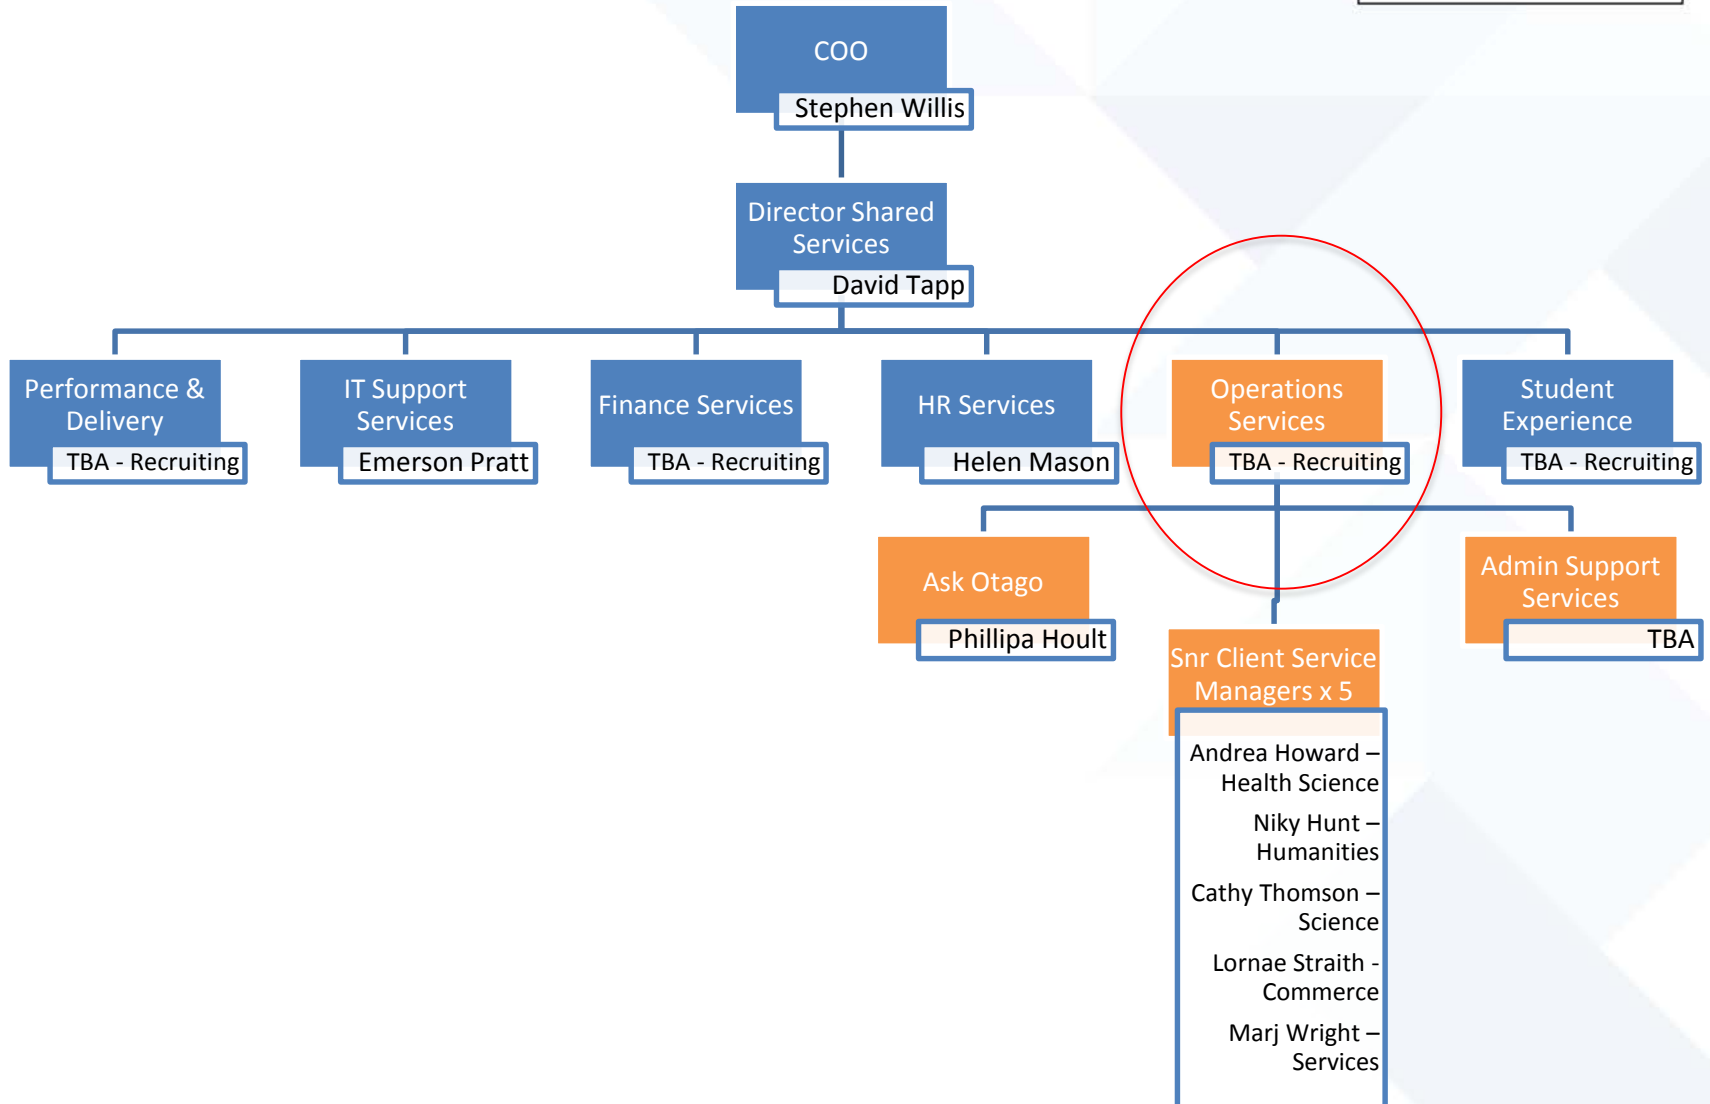 COO
Stephen Willis
Director Shared
Services
David Tapp
Performance &
Delivery
TBA - Recruiting
IT Support
Services
Emerson Pratt
Finance Services
TBA - Recruiting
HR Services
Helen Mason
Operations
Services
TBA - Recruiting
Student
Experience
TBA - Recruiting
Ask Otago
Phillipa Hoult
Snr Client Service
Managers x 5
Andrea Howard –
Health Science
Niky Hunt –
Humanities
Cathy Thomson –
Science
Lornae Straith -
Commerce
Marj Wright –
Services
Admin Support
Services
TBA